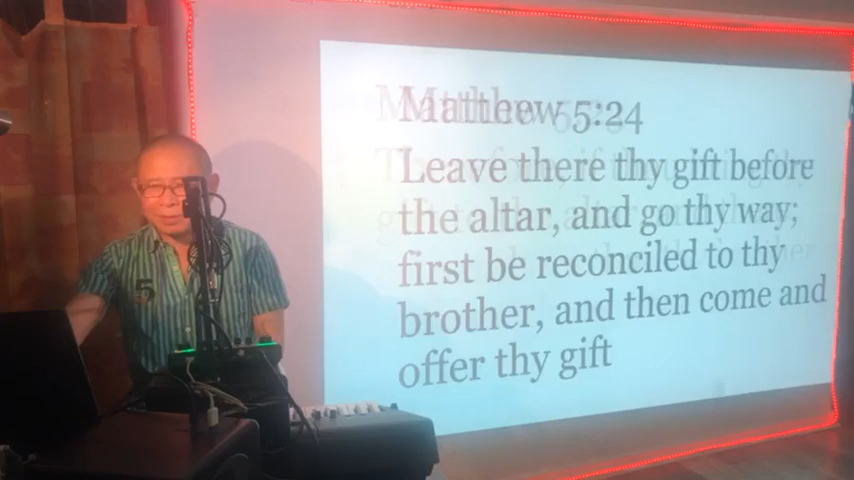 Matthew 5:24
Leave there thy gift before
the altar, and go thy way;
first be reconciled to thy
brother, and then come and
offer thy gift
5